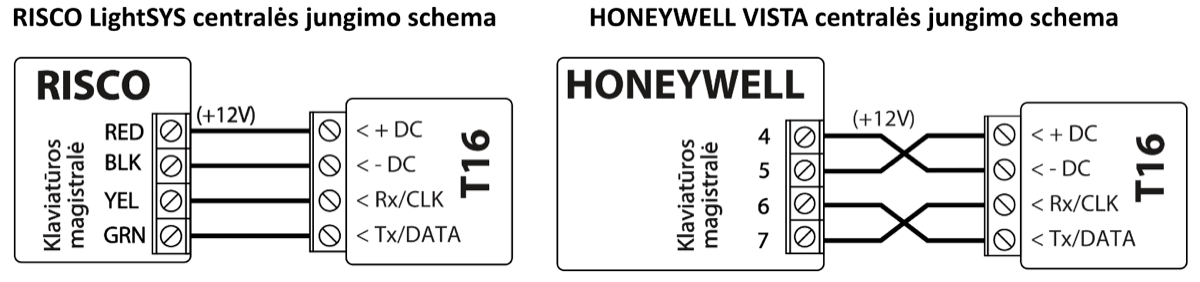 RISCO LightSYS centralės jungimo schema
RISCO
Klaviatūros
magistralė
RED
BLK
YEL
GRN
(+12V)
< + DC
< - DC
< Rx/CLK
< Tx/DATA
T16
HONEYWELL VISTA centralės jungimo schema
HONEYWELL
Klaviatūros
magistralė
4
5
6
7
(+12V)
< + DC
< - DC
< Rx/CLK
< Tx/DATA
T16